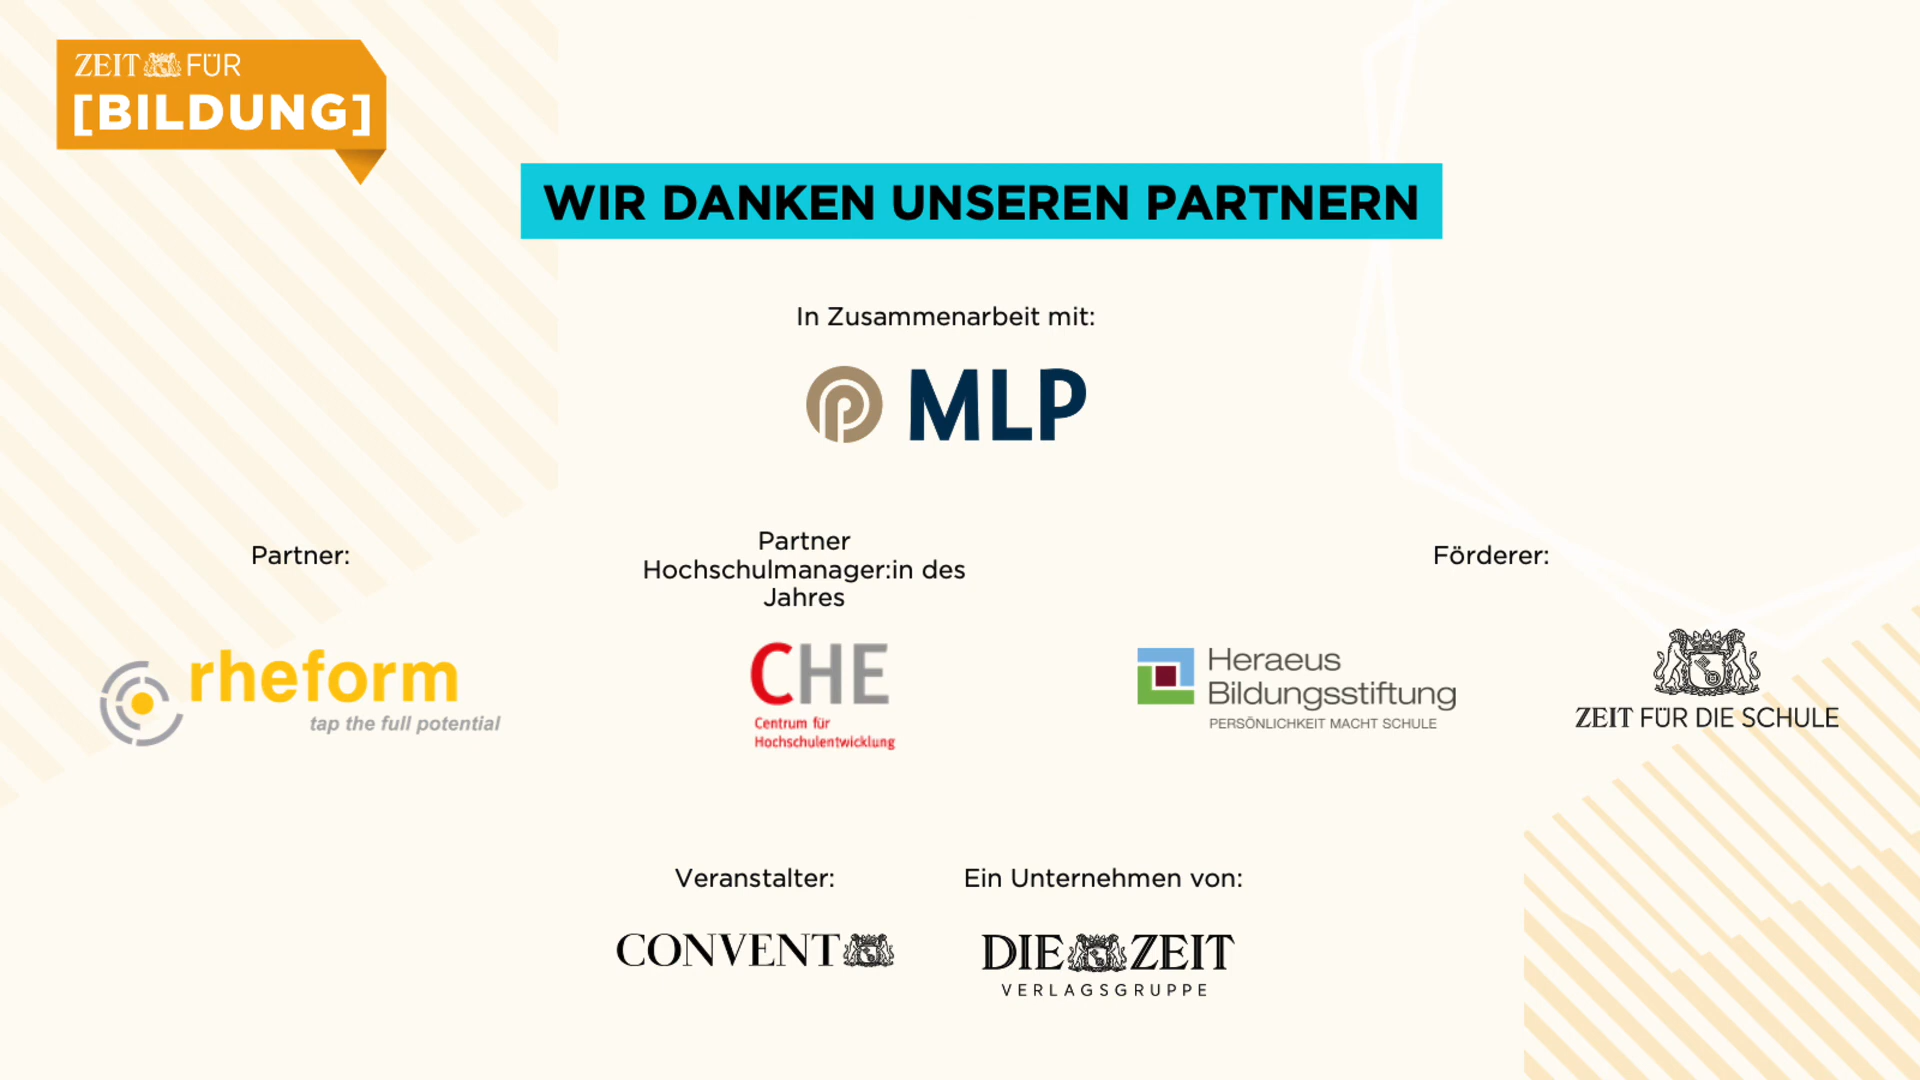 ZEIT FÜR
[BILDUNG]
WIR DANKEN UNSEREN PARTNERN
In Zusammenarbeit mit:
MLP
Partner:
rheform
tap the full potential
Partner
Hochschulmanager:in des
Jahres
CHE
Centrum für
Hochschulentwicklung
Förderer:
Heraeus
Bildungsstiftung
PERSÖNLICHKEIT MACHT SCHULE
ZEIT FÜR DIE SCHULE
Veranstalter:
CONVENT
Ein Unternehmen von:
DIE ZEIT
VERLAGSGRUPPE